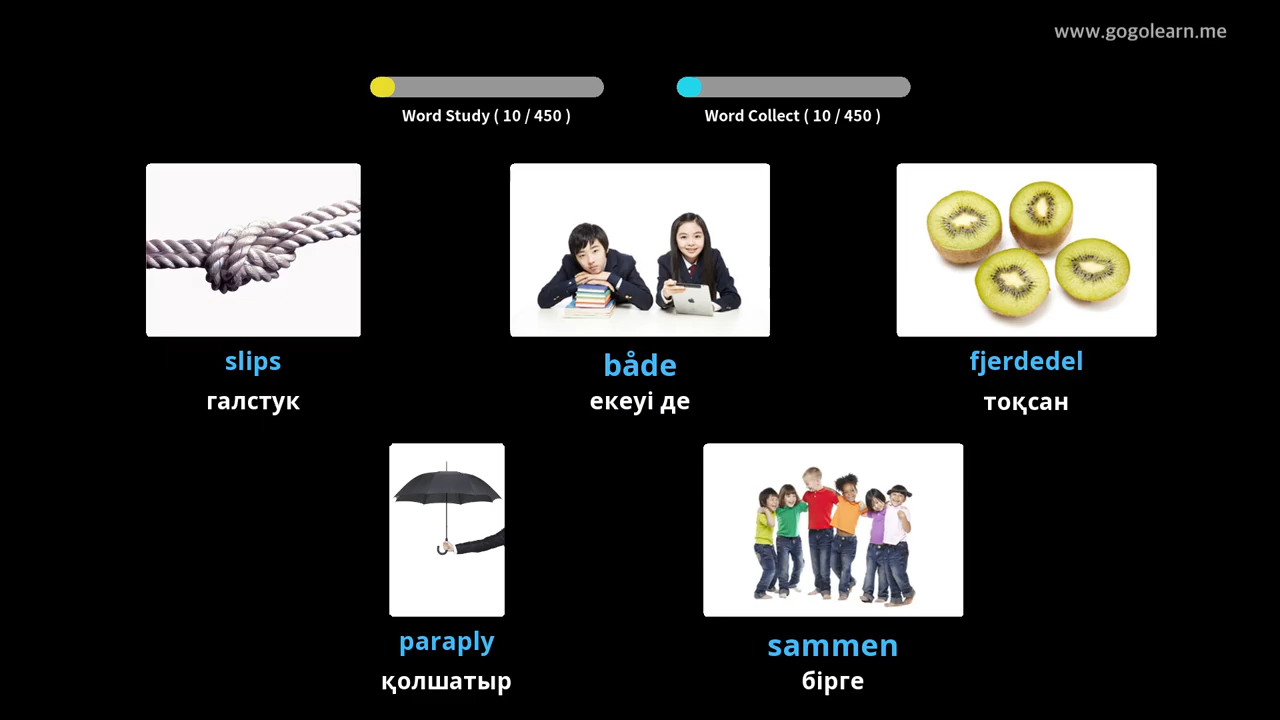 www.gogolearn.me
Word Study ( 10 / 450 )
Word Collect ( 10 / 450 )
slips
галстук
både
екеуі де
fjerdedel
тоқсан
paraply
қолшатыр
sammen
бірге